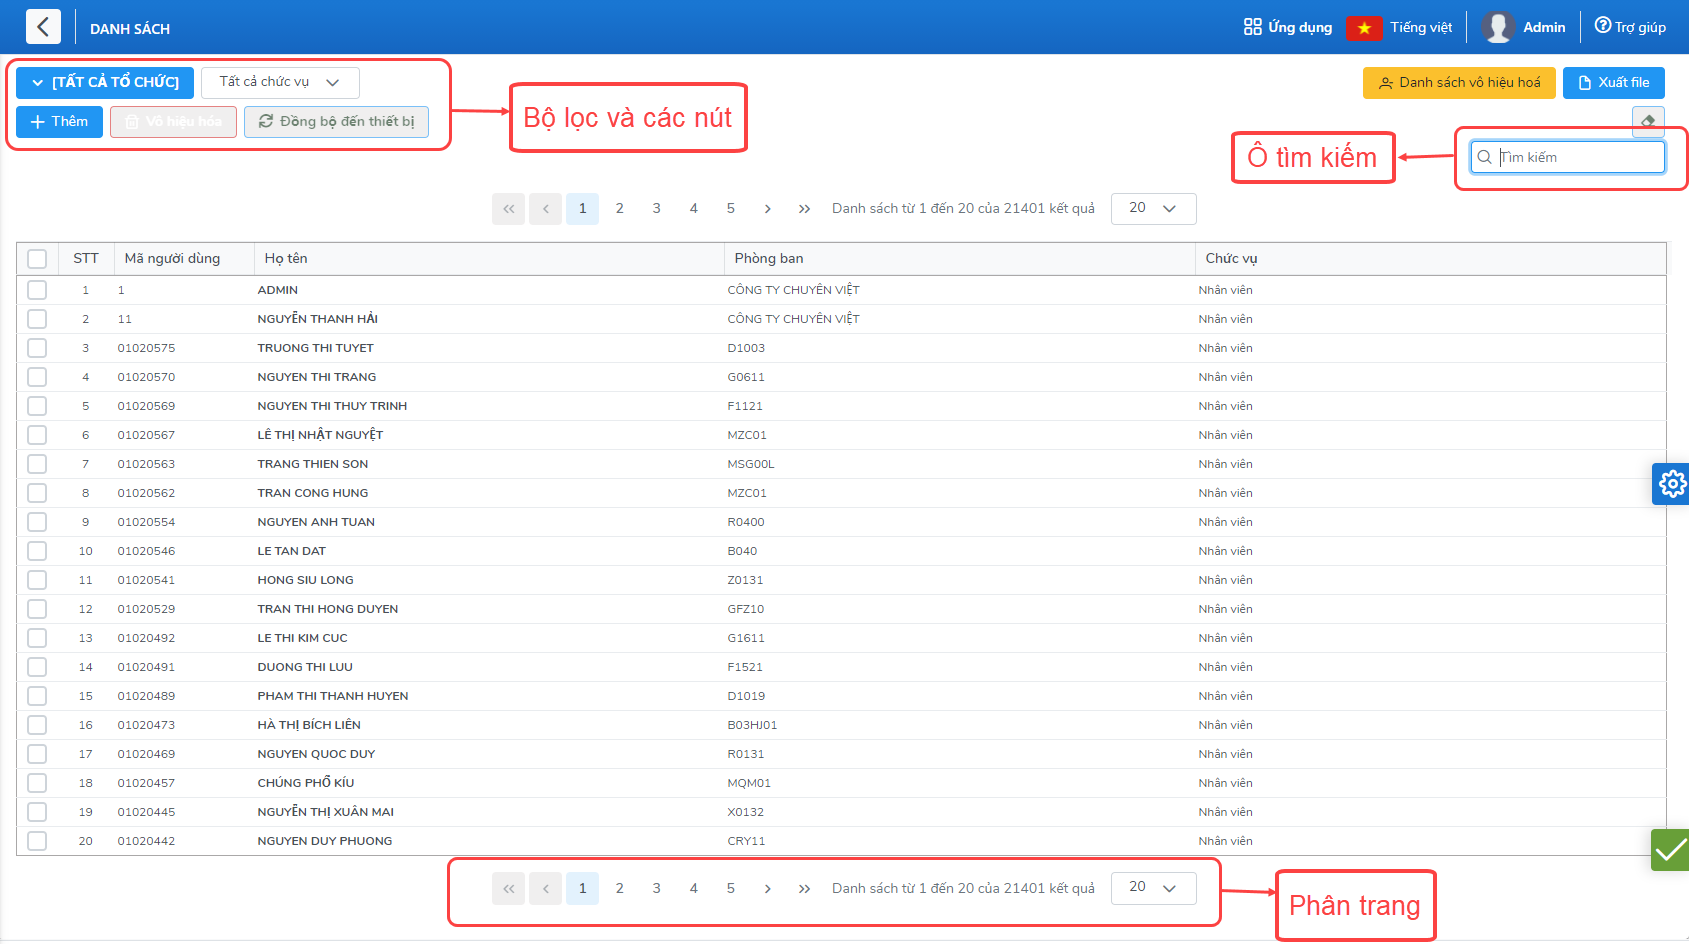 DANH SÁCH
Ứng dụng Tiếng việt Admin Trợ giúp
[TẤT CẢ TỔ CHỨC] Tất cả chức vụ Danh sách vô hiệu hoá Xuất file
Thêm Vô hiệu hóa Đồng bộ đến thiết bị
Bộ lọc và các nút
Ô tìm kiếm
Tìm kiếm
1 2 3 4 5 Danh sách từ 1 đến 20 của 21401 kết quả 20
STT Mã người dùng Họ tên Phòng ban Chức vụ
1 1 ADMIN CÔNG TY CHUYÊN VIỆT Nhân viên
2 11 NGUYỄN THANH HẢI CÔNG TY CHUYÊN VIỆT Nhân viên
3 01020575 TRUONG THI TUYET D1003 Nhân viên
4 01020570 NGUYEN THI TRANG G0611 Nhân viên
5 01020569 NGUYEN THI THUY TRINH F1121 Nhân viên
6 01020567 LÊ THỊ NHẬT NGUYỆT MZC01 Nhân viên
7 01020563 TRANG THIEN SON MSG00L Nhân viên
8 01020562 TRAN CONG HUNG MZC01 Nhân viên
9 01020554 NGUYEN ANH TUAN R0400 Nhân viên
10 01020546 LE TAN DAT B040 Nhân viên
11 01020541 HONG SIU LONG Z0131 Nhân viên
12 01020529 TRAN THI HONG DUYEN GFZ10 Nhân viên
13 01020492 LE THI KIM CUC G1611 Nhân viên
14 01020491 DUONG THI LUU F1521 Nhân viên
15 01020489 PHAM THI THANH HUYEN D1019 Nhân viên
16 01020473 HÀ THỊ BÍCH LIÊN B03HJ01 Nhân viên
17 01020469 NGUYEN QUOC DUY R0131 Nhân viên
18 01020457 CHÚNG PHỔ KÍU MQM01 Nhân viên
19 01020445 NGUYỄN THỊ XUÂN MAI X0132 Nhân viên
20 01020442 NGUYEN DUY PHUONG CRY11 Nhân viên
1 2 3 4 5 Danh sách từ 1 đến 20 của 21401 kết quả 20
Phân trang